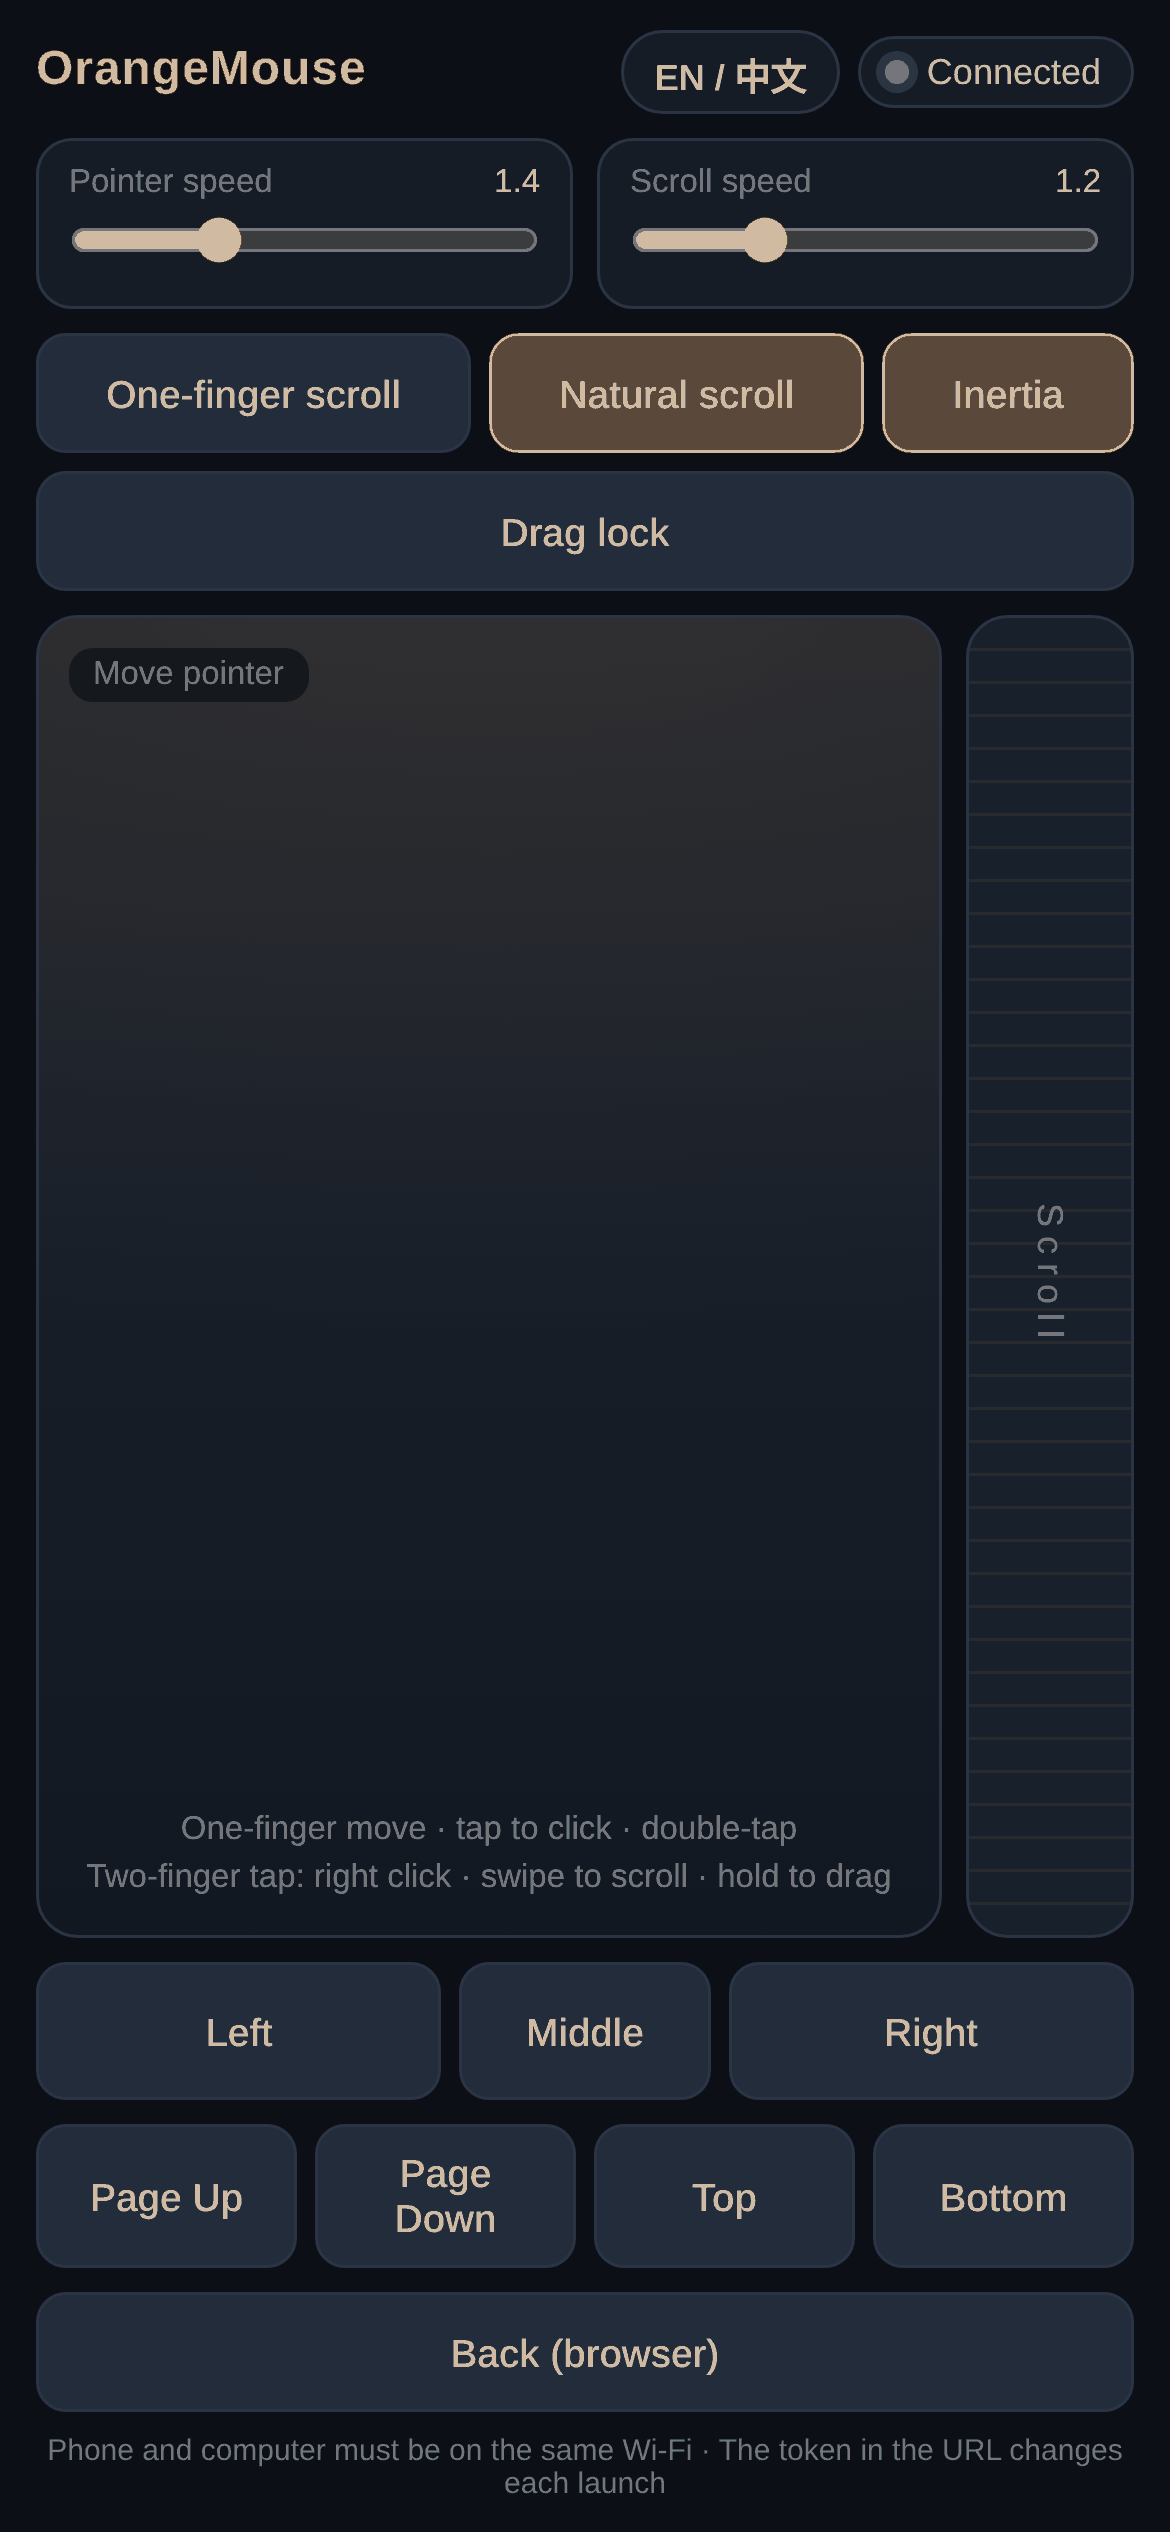 OrangeMouse
EN / 中文
Connected
Pointer speed
1.4
Scroll speed
1.2
One-finger scroll
Natural scroll
Inertia
Drag lock
Move pointer
Scroll
One-finger move · tap to click · double-tap
Two-finger tap: right click · swipe to scroll · hold to drag
Left
Middle
Right
Page Up
Page
Down
Top
Bottom
Back (browser)
Phone and computer must be on the same Wi-Fi · The token in the URL changes
each launch